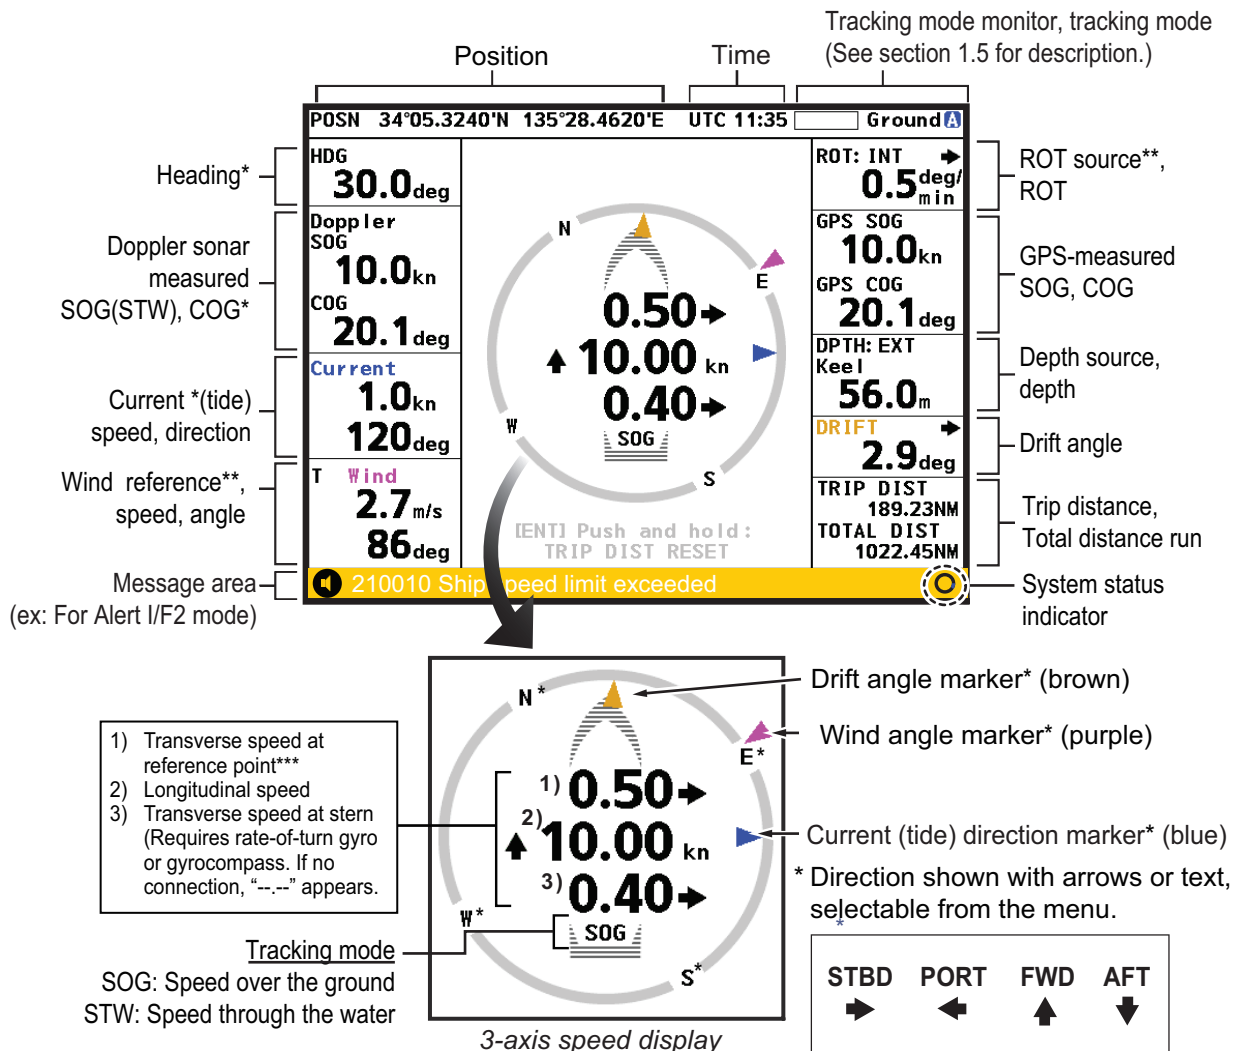 Tracking mode monitor, tracking mode
(See section 1.5 for description.)
Position
Time
POSN 34°05.3240'N 135°28.4620'E UTC 11:35 Ground A
Heading*
HDG
30.0deg
Doppler sonar
measured
SOG(STW), COG*
Doppler
SOG
10.0kn
COG
20.1deg
Current *(tide)
speed, direction
Current
1.0kn
120deg
Wind reference**,
speed, angle
T Wind
2.7m/s
86deg
N
E
S
W
0.50
10.00 kn
0.40
SOG
[ENT] Push and hold:
TRIP DIST RESET
ROT: INT
0.5deg/
min
ROT source**,
ROT
GPS SOG
10.0kn
GPS COG
20.1deg
GPS-measured
SOG, COG
DPTH: EXT
Keel
56.0m
Depth source,
depth
DRIFT
2.9deg
Drift angle
TRIP DIST
189.23NM
TOTAL DIST
1022.45NM
Trip distance,
Total distance run
Message area
(ex: For Alert I/F2 mode)
210010 Ship speed limit exceeded
System status
indicator
N*
E*
S*
W*
1) 0.50
2) 10.00 kn
3) 0.40
SOG
Drift angle marker* (brown)
Wind angle marker* (purple)
Current (tide) direction marker* (blue)
1) Transverse speed at
reference point***
2) Longitudinal speed
3) Transverse speed at stern
(Requires rate-of-turn gyro
or gyrocompass. If no
connection, “--.--” appears.
Tracking mode
SOG: Speed over the ground
STW: Speed through the water
3-axis speed display
* Direction shown with arrows or text,
selectable from the menu.
*
STBD PORT FWD AFT